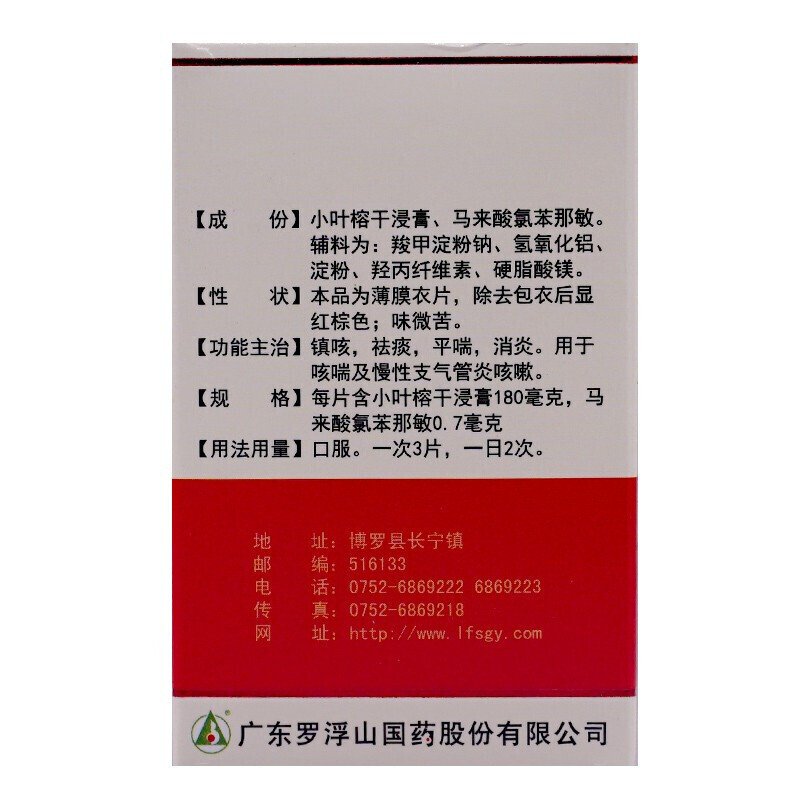 【成　份】小叶榕干浸膏、马来酸氯苯那敏。
辅料为：羧甲淀粉钠、氢氧化铝、
淀粉、羟丙纤维素、硬脂酸镁。
【性　状】本品为薄膜衣片，除去包衣后显
红棕色；味微苦。
【功能主治】镇咳，祛痰，平喘，消炎。用于
咳喘及慢性支气管炎咳嗽。
【规　格】每片含小叶榕干浸膏180毫克，马
来酸氯苯那敏0.7毫克
【用法用量】口服。一次3片，一日2次。
地　址：博罗县长宁镇
邮　编：516133
电　话：0752-6869222 6869223
传　真：0752-6869218
网　址：http://www.lfsgy.com
® 广东罗浮山国药股份有限公司